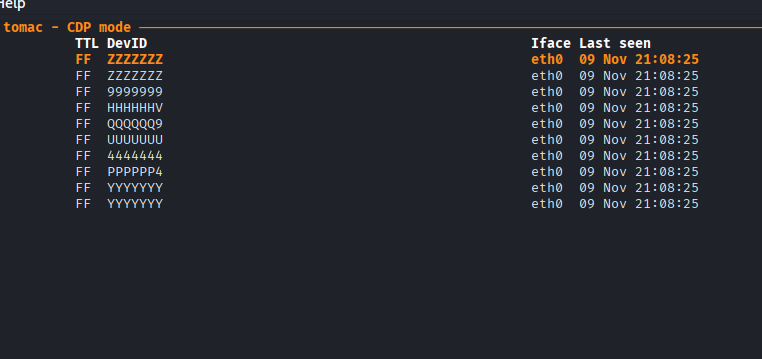 Help
tomac - CDP mode
TTL DevID Iface Last seen
FF ZZZZZZZ eth0 09 Nov 21:08:25
FF ZZZZZZZ eth0 09 Nov 21:08:25
FF 9999999 eth0 09 Nov 21:08:25
FF HHHHHHV eth0 09 Nov 21:08:25
FF QQQQQQ9 eth0 09 Nov 21:08:25
FF UUUUUUU eth0 09 Nov 21:08:25
FF 4444444 eth0 09 Nov 21:08:25
FF PPPPPP4 eth0 09 Nov 21:08:25
FF YYYYYYY eth0 09 Nov 21:08:25
FF YYYYYYY eth0 09 Nov 21:08:25